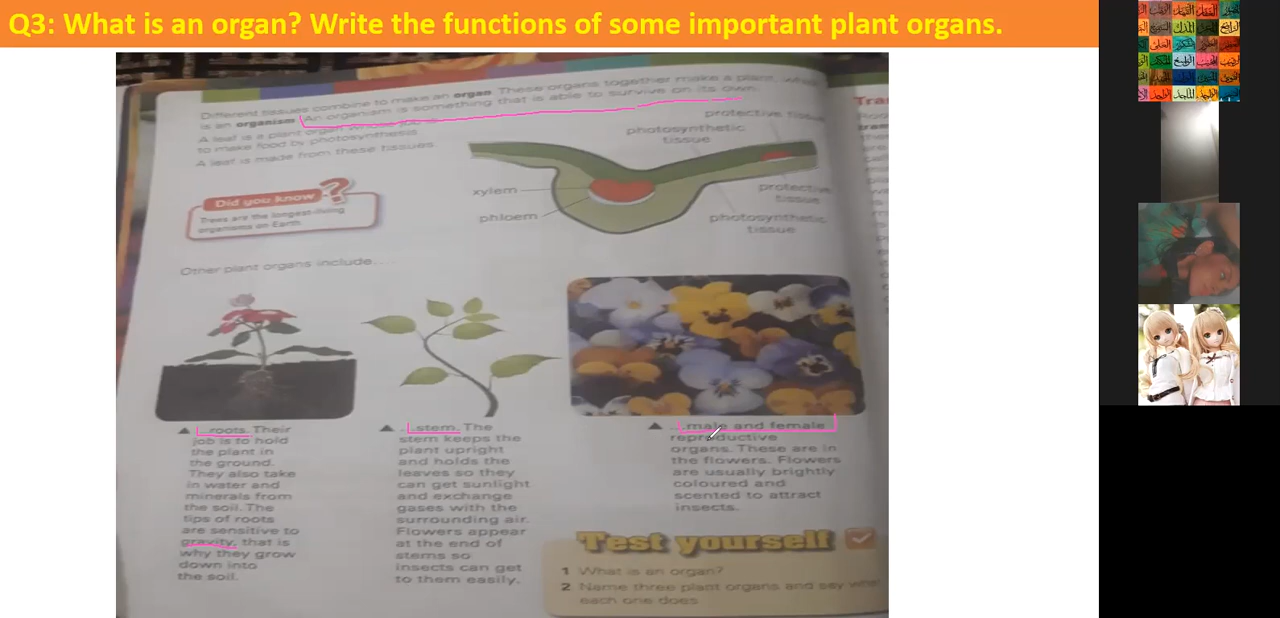 Q3: What is an organ? Write the functions of some important plant organs.
Different tissues combine to make an organ These organs together make a plant,
is an organism. An organism is something that is able to survive on its own.
A leaf is a plant organ whose job is
to make food by photosynthesis.
A leaf is made from these tissues.
protective tissue
photosynthetic
tissue
xylem
phloem
protective
tissue
photosynthetic
tissue
Did you know ?
Trees are the longest-living
organisms on Earth
Other plant organs include....
▲ ...roots. Their
job is to hold
the plant in
the ground.
They also take
in water and
minerals from
the soil. The
tips of roots
are sensitive to
gravity, that is
why they grow
down into
the soil.
▲ ...stem. The
stem keeps the
plant upright
and holds the
leaves so they
can get sunlight
and exchange
gases with the
surrounding air.
Flowers appear
at the end of
stems so
insects can get
to them easily.
▲ ...male and female
reproductive
organs. These are in
the flowers. Flowers
are usually brightly
coloured and
scented to attract
insects.
Test yourself
1 What is an organ?
2 Name three plant organs and say
each one does